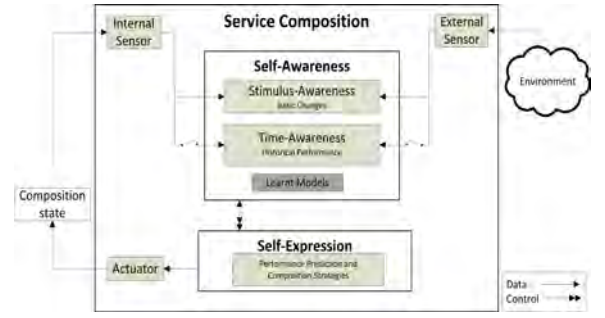 Service Composition
Internal
Sensor
External
Sensor
Self-Awareness
Stimulus-Awareness
Basic Changes
Environment
Time-Awareness
Historical Performance
Learnt Models
Composition
state
Self-Expression
Performance Prediction and
Composition Strategies
Actuator
Data
Control